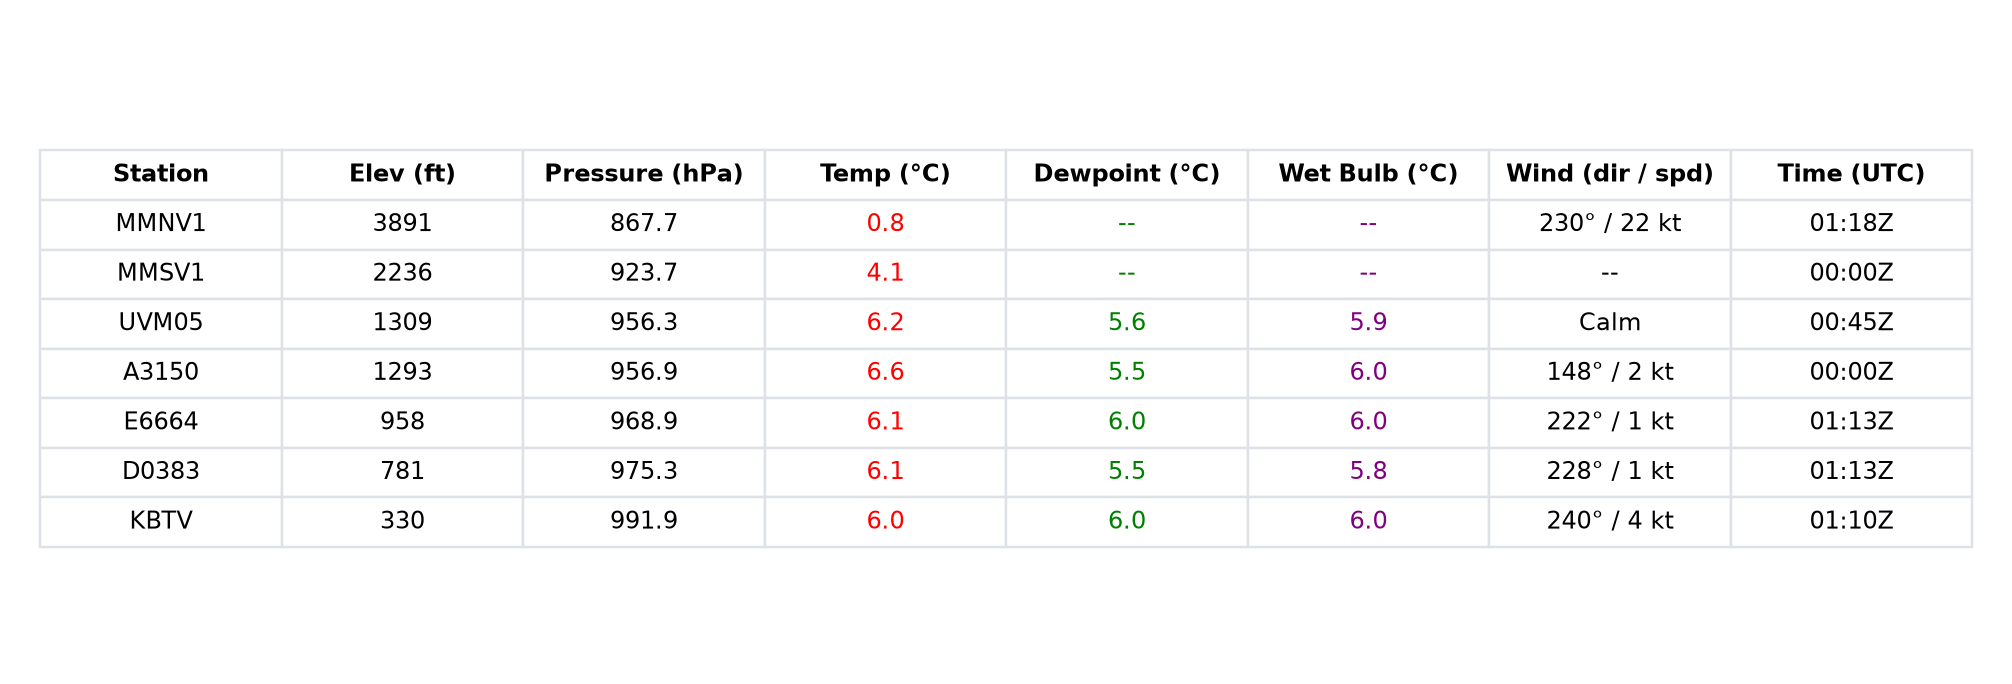 Station Elev (ft) Pressure (hPa) Temp (°C) Dewpoint (°C) Wet Bulb (°C) Wind (dir / spd) Time (UTC)
MMNV1 3891 867.7 0.8 -- -- 230° / 22 kt 01:18Z
MMSV1 2236 923.7 4.1 -- -- -- 00:00Z
UVM05 1309 956.3 6.2 5.6 5.9 Calm 00:45Z
A3150 1293 956.9 6.6 5.5 6.0 148° / 2 kt 00:00Z
E6664 958 968.9 6.1 6.0 6.0 222° / 1 kt 01:13Z
D0383 781 975.3 6.1 5.5 5.8 228° / 1 kt 01:13Z
KBTV 330 991.9 6.0 6.0 6.0 240° / 4 kt 01:10Z